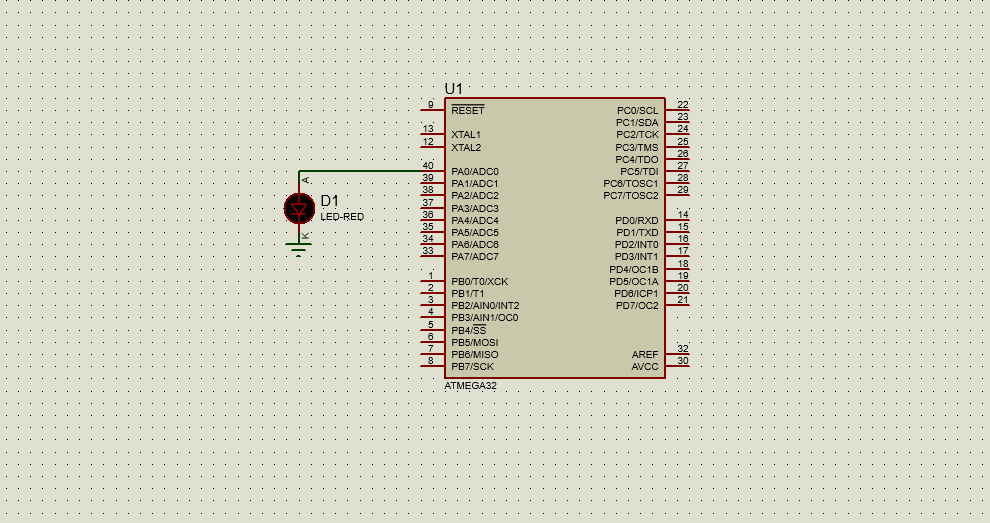 U1
9 RESET
13 XTAL1
12 XTAL2
40 PA0/ADC0
39 PA1/ADC1
38 PA2/ADC2
37 PA3/ADC3
36 PA4/ADC4
35 PA5/ADC5
34 PA6/ADC6
33 PA7/ADC7
1 PB0/T0/XCK
2 PB1/T1
3 PB2/AIN0/INT2
4 PB3/AIN1/OC0
5 PB4/SS
6 PB5/MOSI
7 PB6/MISO
8 PB7/SCK
PC0/SCL 22
PC1/SDA 23
PC2/TCK 24
PC3/TMS 25
PC4/TDO 26
PC5/TDI 27
PC6/TOSC1 28
PC7/TOSC2 29
PD0/RXD 14
PD1/TXD 15
PD2/INT0 16
PD3/INT1 17
PD4/OC1B 18
PD5/OC1A 19
PD6/ICP1 20
PD7/OC2 21
AREF 32
AVCC 30
ATMEGA32
A
D1
LED-RED
K